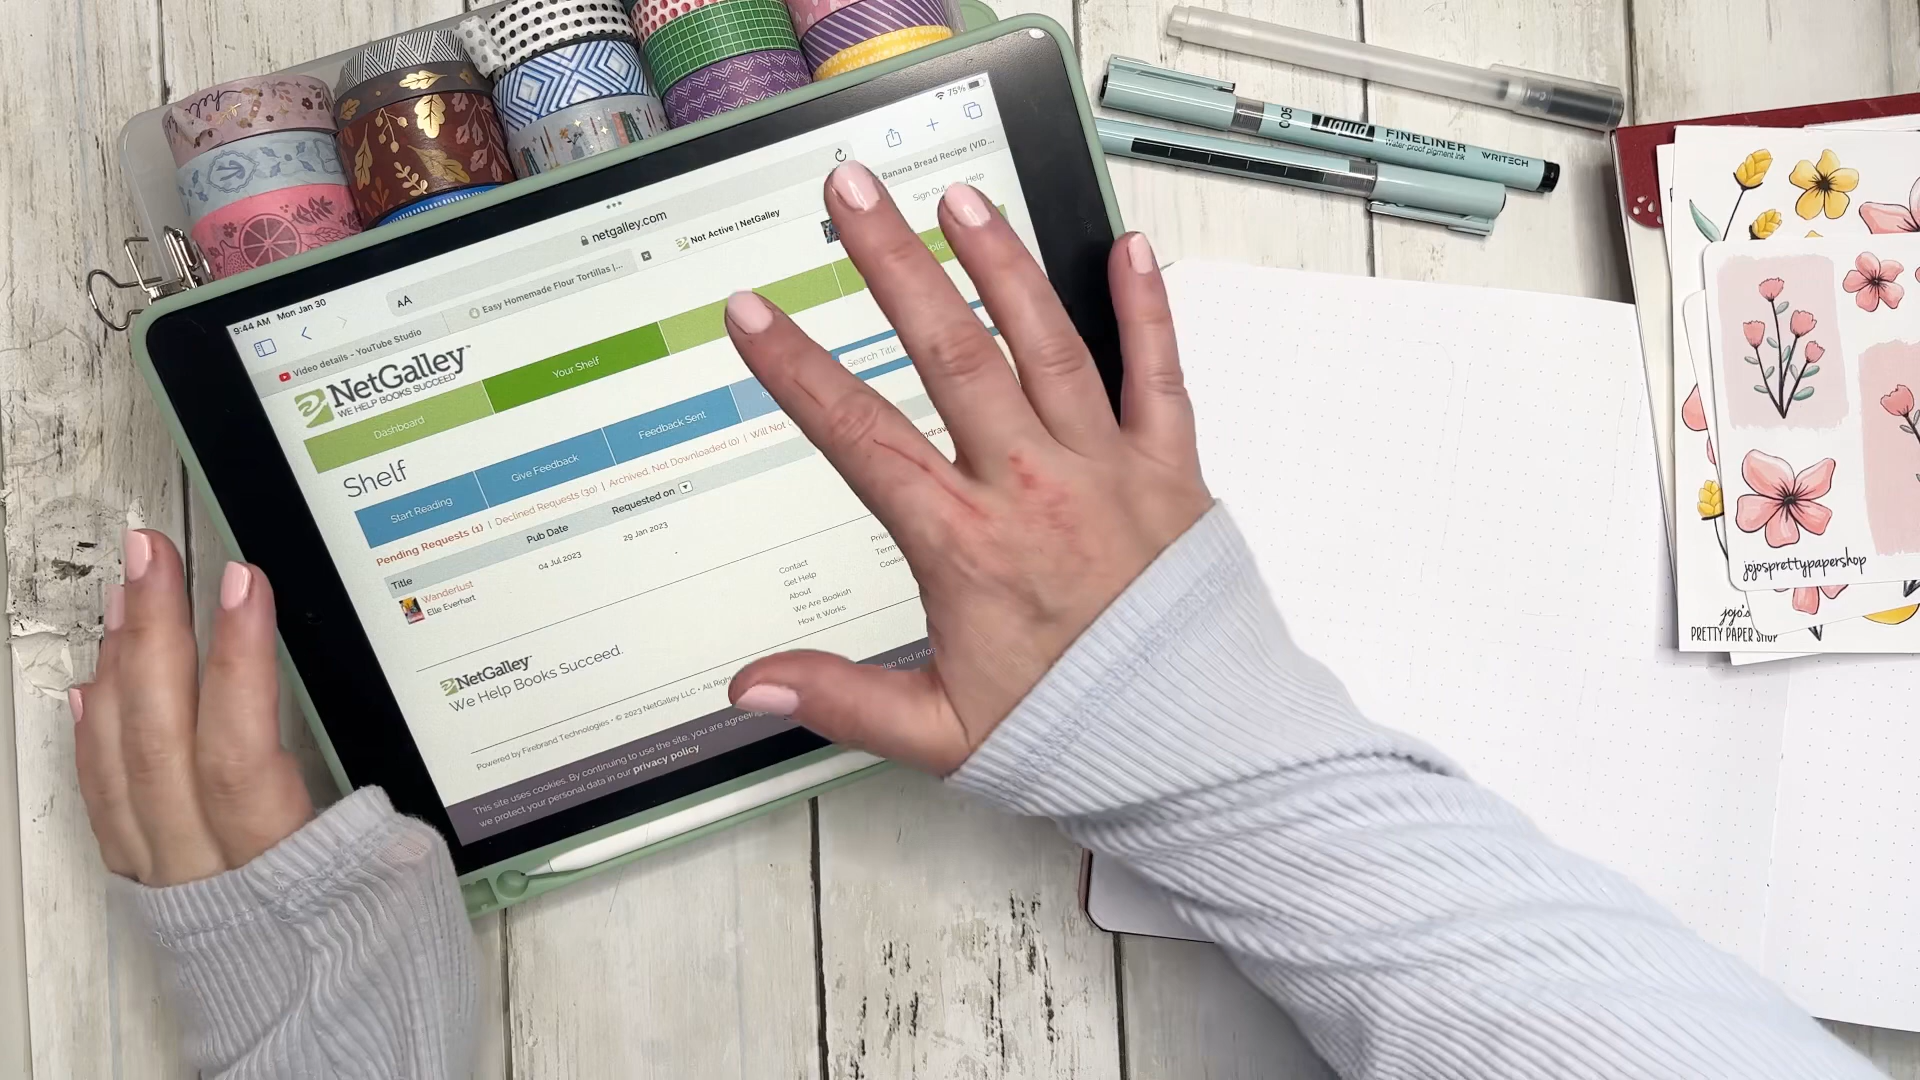 hello
9:44 AM Mon Jan 30
75%
AA
netgalley.com
Video details - YouTube Studio
Easy Homemade Flour Tortillas |...
Not Active | NetGalley
Banana Bread Recipe (VID...
Sign Out
Help
NetGalley
WE HELP BOOKS SUCCEED
Dashboard
Your Shelf
Search Title
Shelf
Start Reading
Give Feedback
Feedback Sent
Pending Requests (1) | Declined Requests (30) | Archived, Not Downloaded (0) | Will Not
Title
Pub Date
Requested on
Wanderlust
Elle Everhart
04 Jul 2023
29 Jan 2023
Contact
Get Help
About
We Are Bookish
How It Works
NetGalley
We Help Books Succeed.
Powered by Firebrand Technologies • © 2023 NetGalley LLC • All
This site uses cookies. By continuing to use the site, you are agreeing
also find
we protect your personal data in our privacy policy
005 Liquid FINELINER
Water-proof pigment ink
WRITECH
jojosprettypapershop
jojo's
PRETTY PAPER SHOP